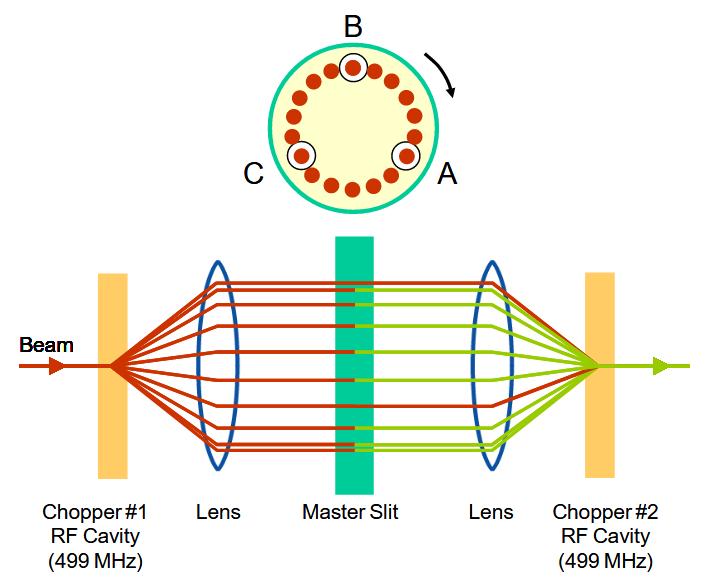 B
C
A
Beam
Chopper #1
RF Cavity
(499 MHz)
Lens
Master Slit
Lens
Chopper #2
RF Cavity
(499 MHz)